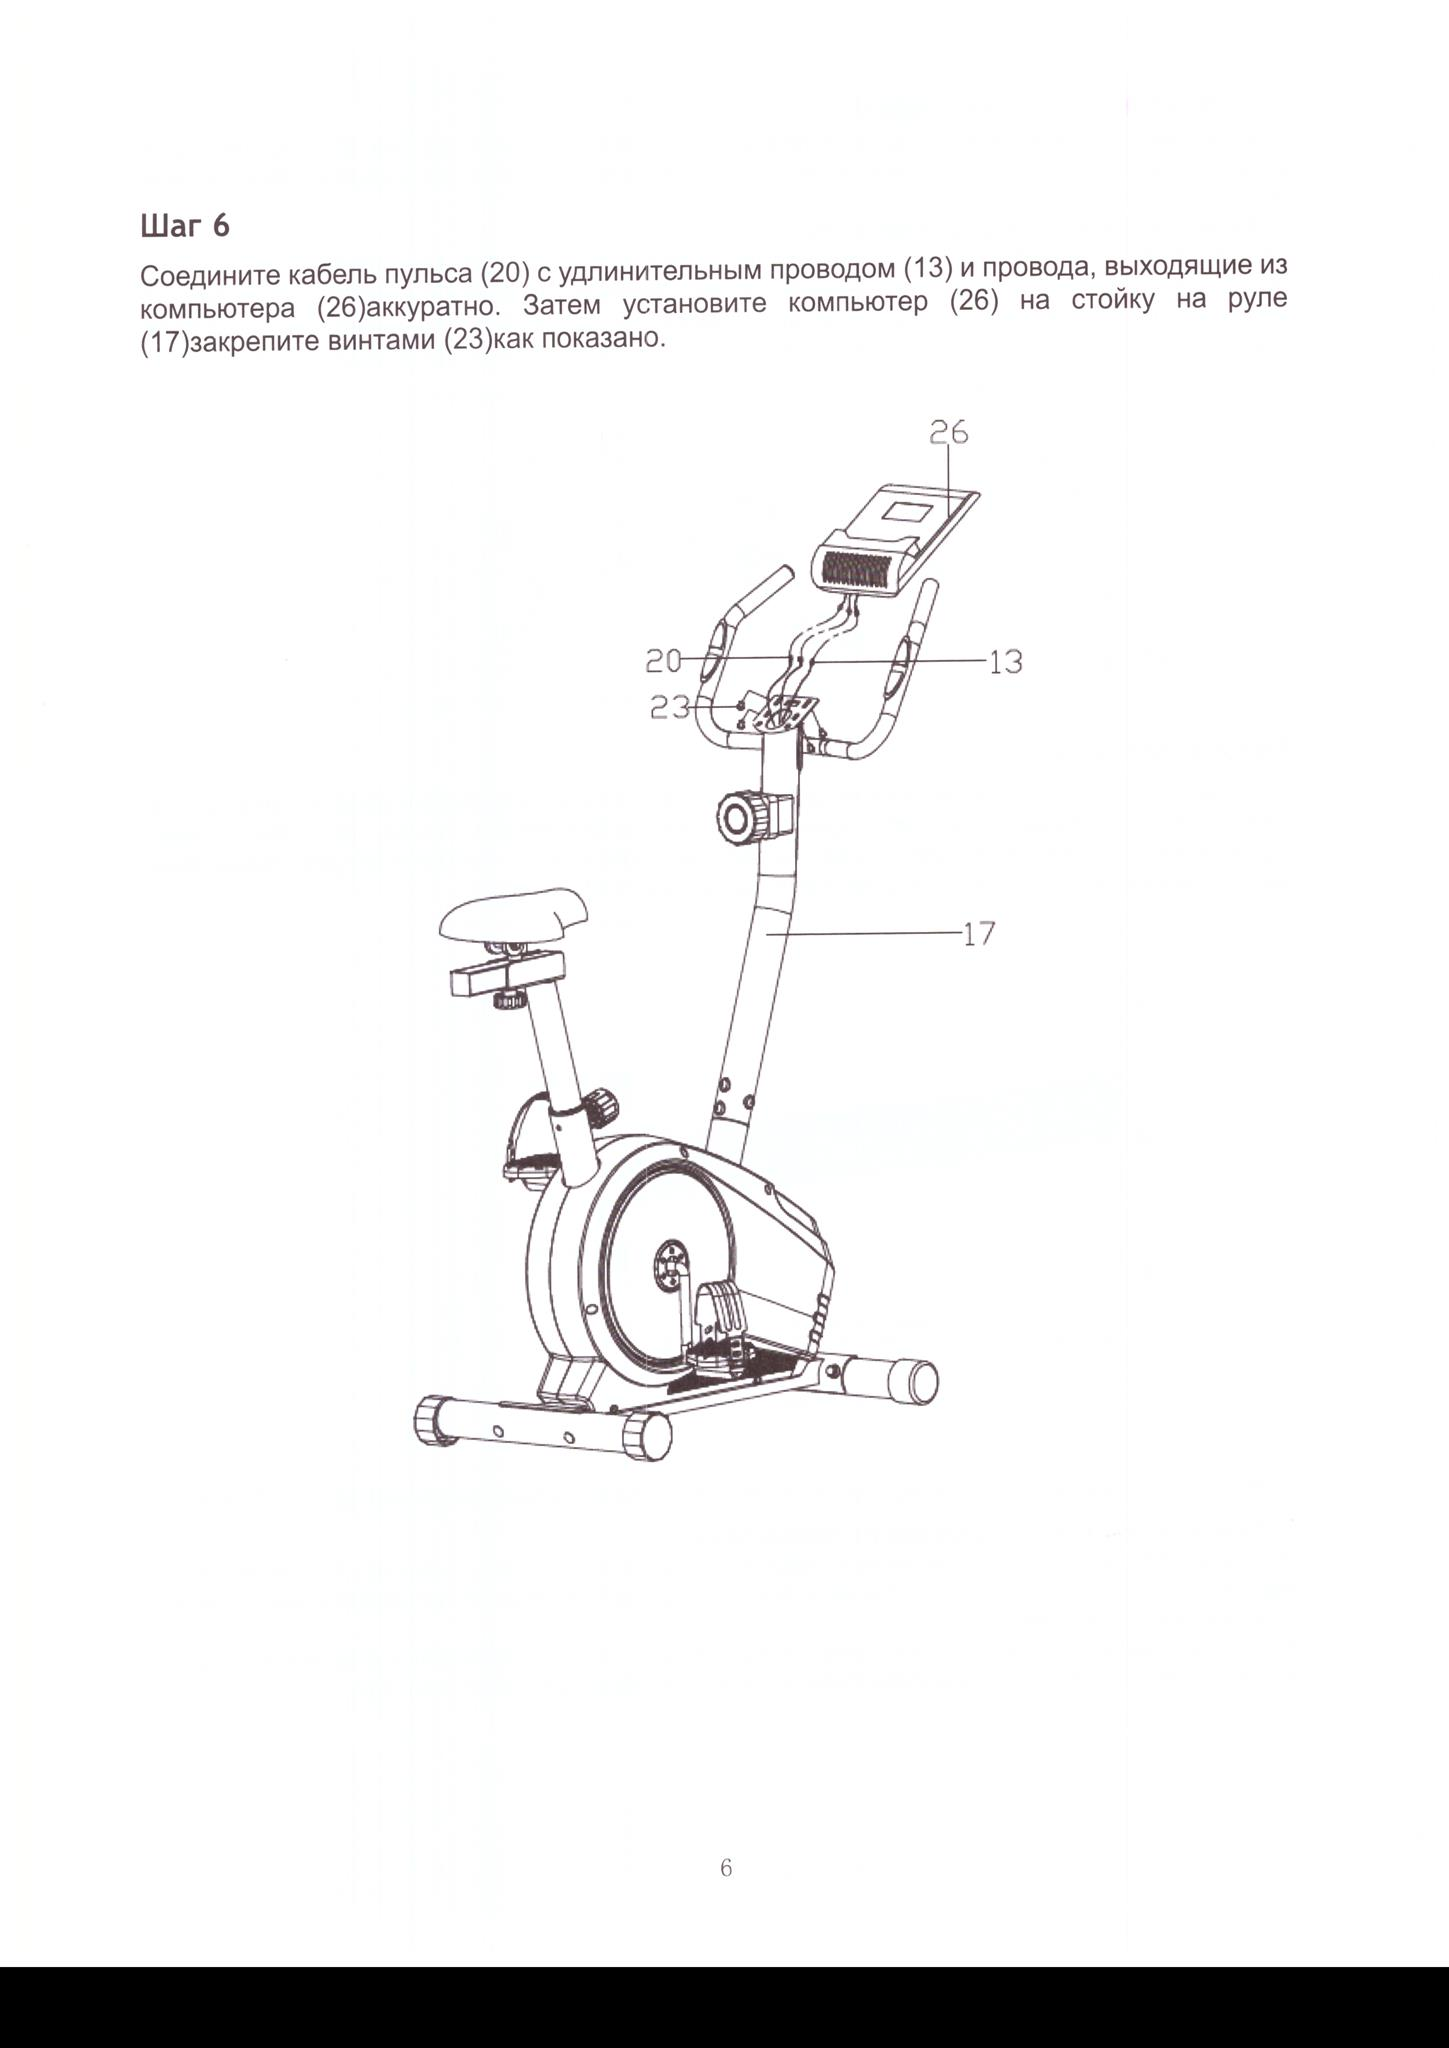 Шаг 6
Соедините кабель пульса (20) с удлинительным проводом (13) и провода, выходящие из
компьютера (26)аккуратно. Затем установите компьютер (26) на стойку на руле
(17)закрепите винтами (23)как показано.
26
20
13
23
17
6